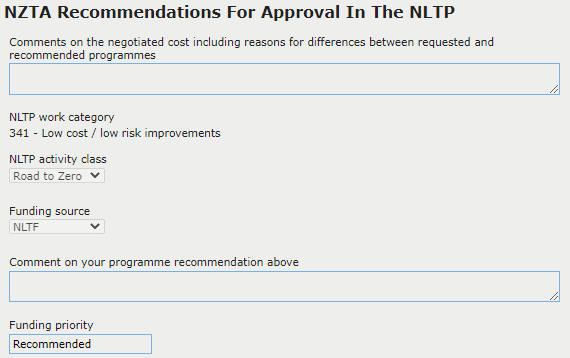 NZTA Recommendations For Approval In The NLTP
Comments on the negotiated cost including reasons for differences between requested and
recommended programmes
NLTP work category
341 - Low cost / low risk improvements
NLTP activity class
Road to Zero
Funding source
NLTF
Comment on your programme recommendation above
Funding priority
Recommended